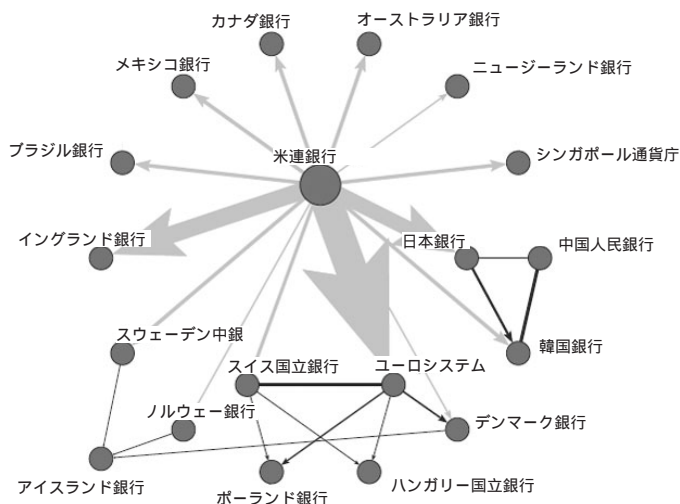 カナダ銀行
オーストラリア銀行
メキシコ銀行
ニュージーランド銀行
ブラジル銀行
米連銀行
シンガポール通貨庁
イングランド銀行
日本銀行
中国人民銀行
スウェーデン中銀
韓国銀行
スイス国立銀行
ユーロシステム
ノルウェー銀行
デンマーク銀行
アイスランド銀行
ポーランド銀行
ハンガリー国立銀行